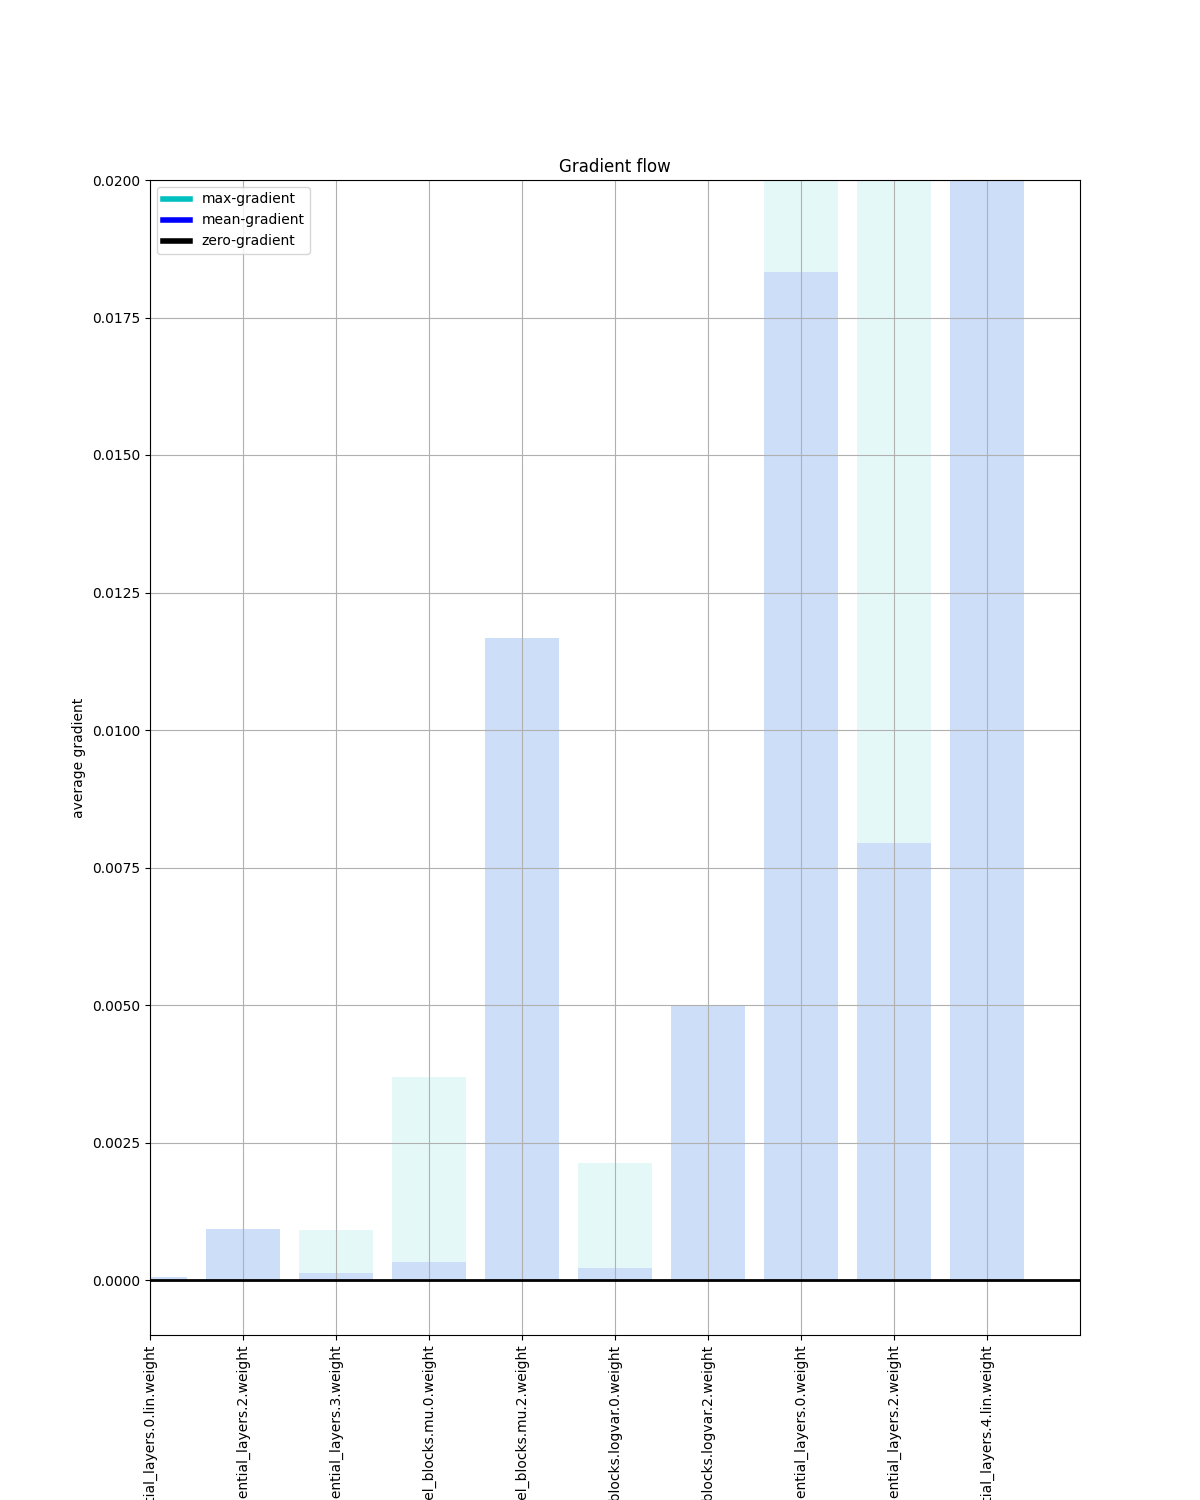 Gradient flow
max-gradient
mean-gradient
zero-gradient
0.0200
0.0175
0.0150
0.0125
0.0100
0.0075
0.0050
0.0025
0.0000
average gradient
tial_layers.0.lin.weight
ential_layers.2.weight
ential_layers.3.weight
el_blocks.mu.0.weight
el_blocks.mu.2.weight
blocks.logvar.0.weight
blocks.logvar.2.weight
ential_layers.0.weight
ential_layers.2.weight
tial_layers.4.lin.weight